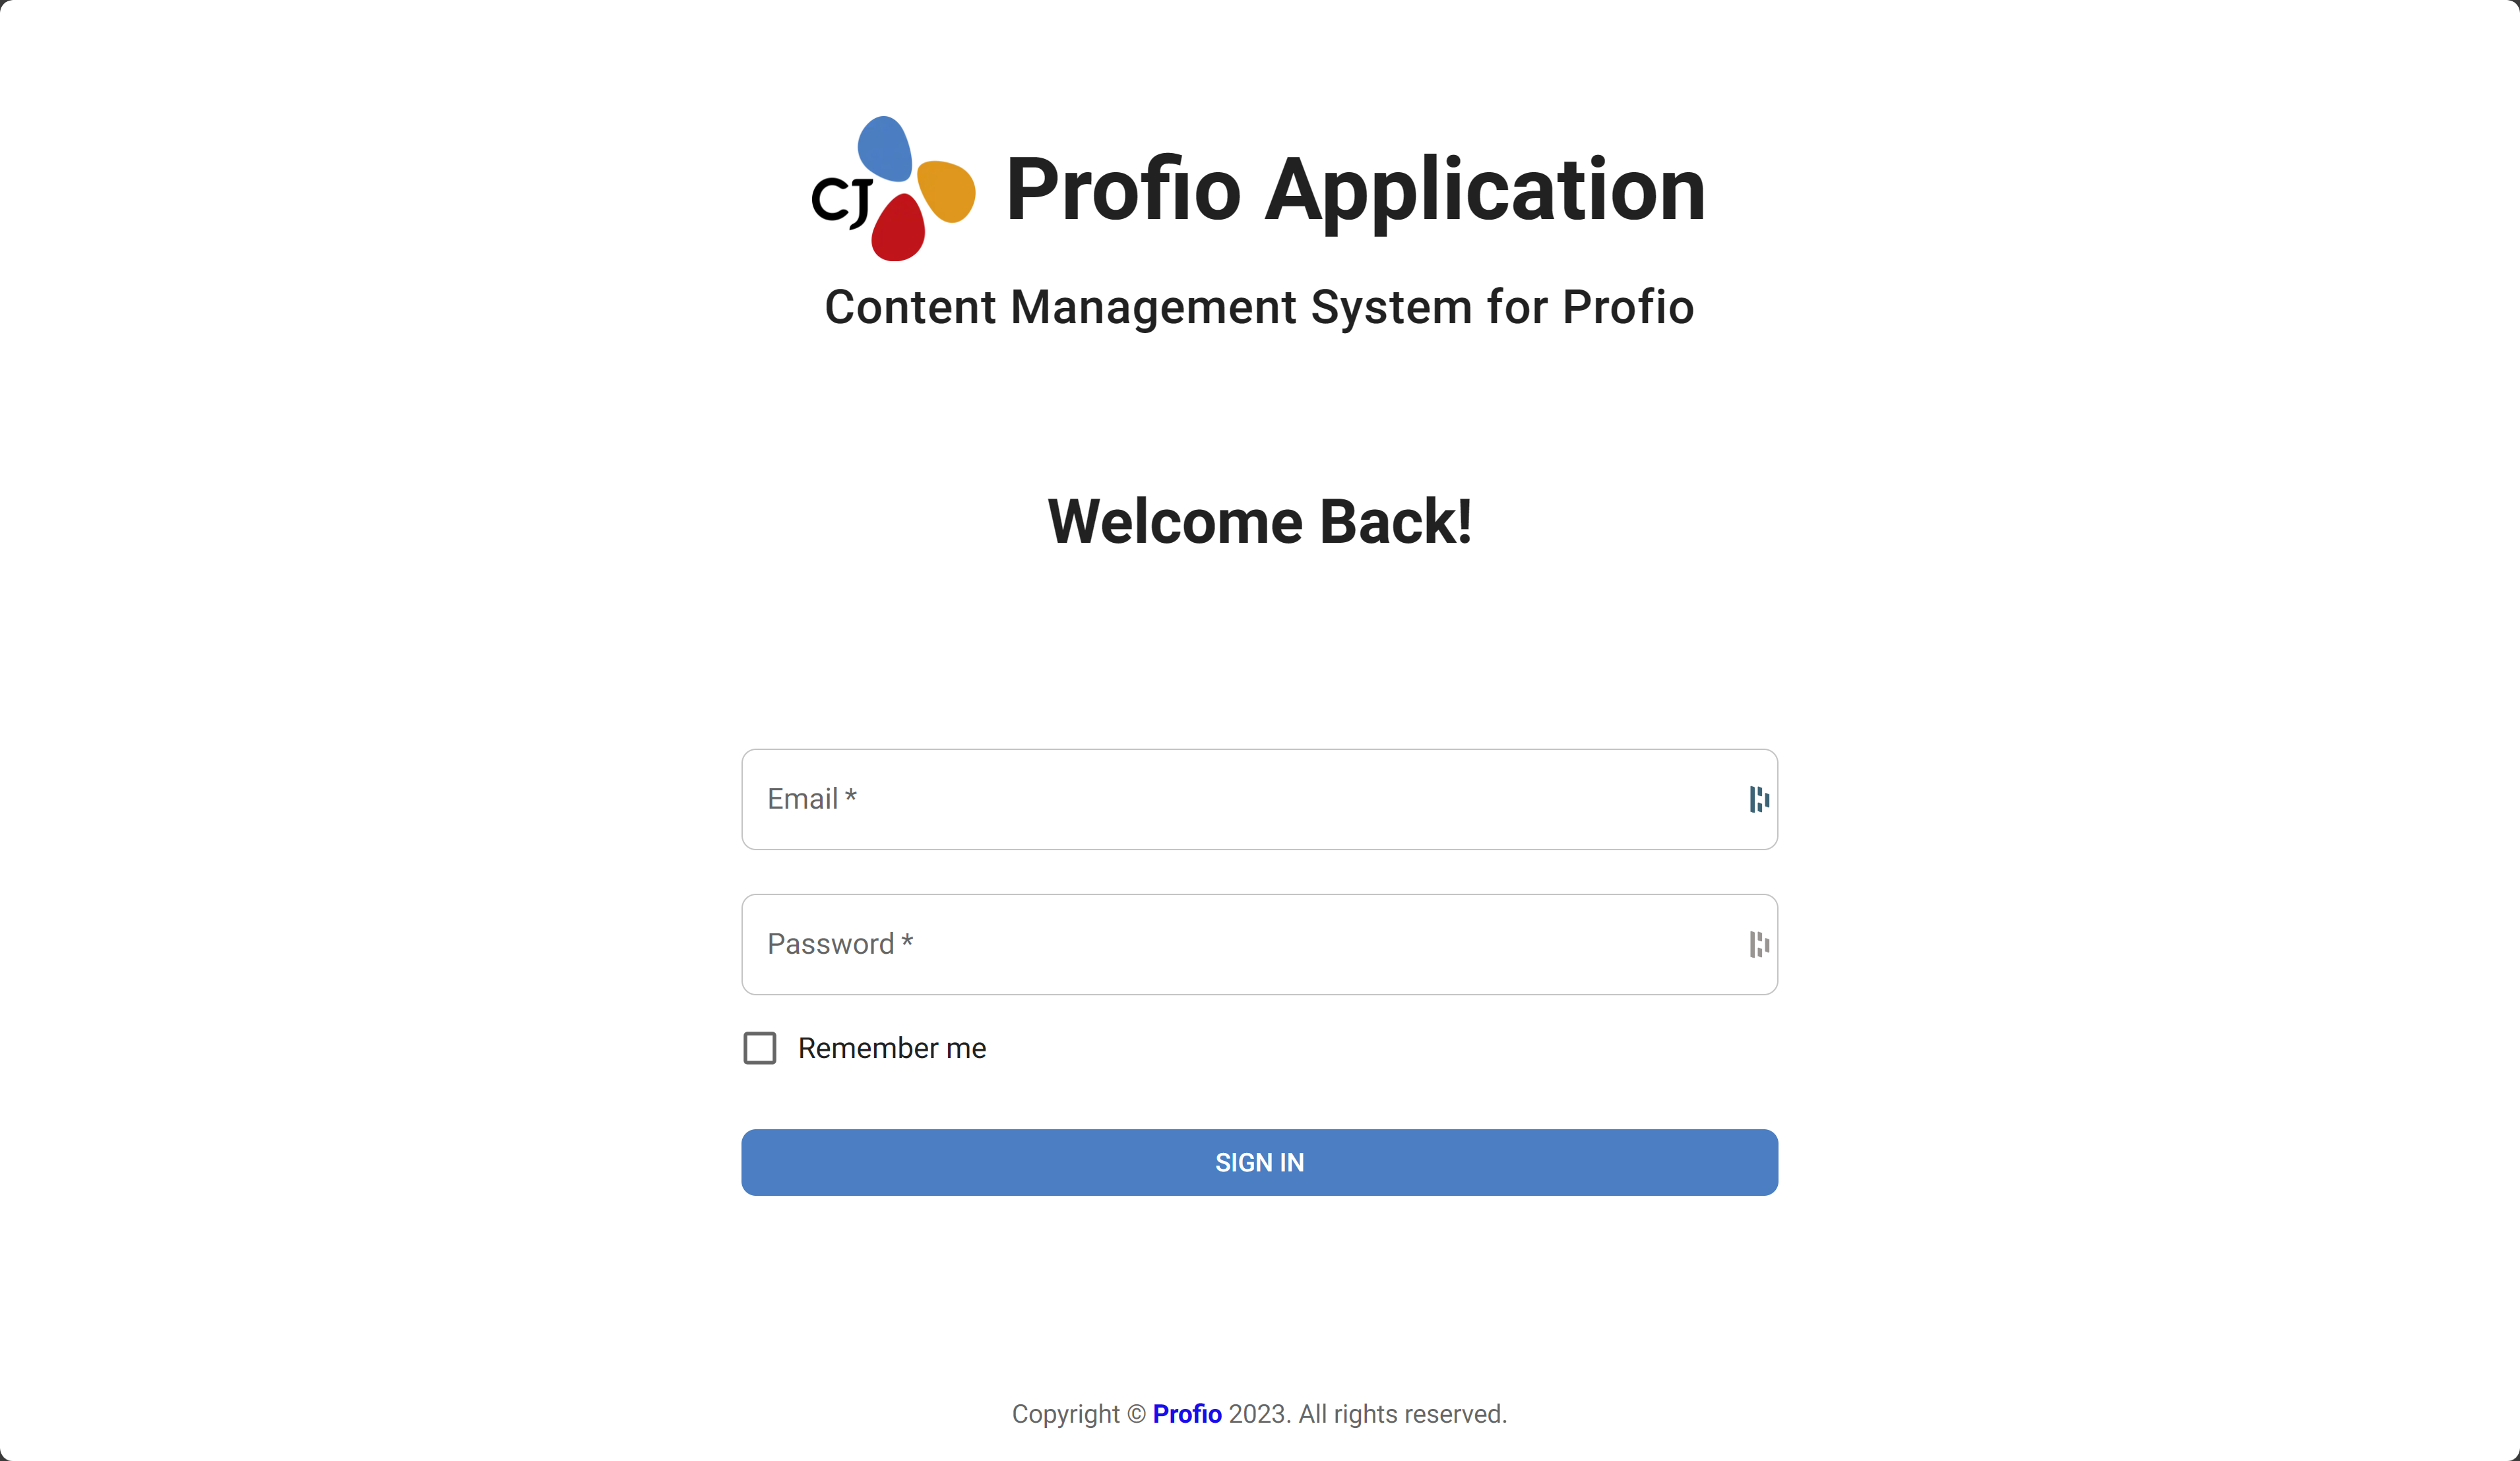 CJ
Profio Application
Content Management System for Profio
Welcome Back!
Email *
Password *
Remember me
SIGN IN
Copyright © Profio 2023. All rights reserved.